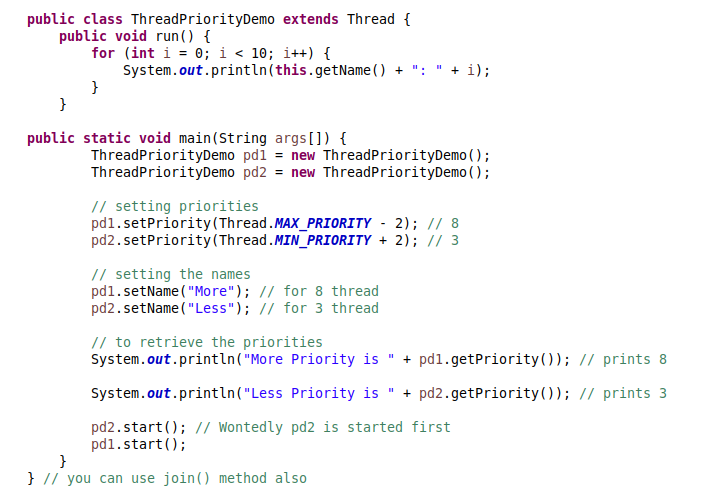 public class ThreadPriorityDemo extends Thread {
public void run() {
for (int i = 0; i < 10; i++) {
System.out.println(this.getName() + ": " + i);
}
}
public static void main(String args[]) {
ThreadPriorityDemo pd1 = new ThreadPriorityDemo();
ThreadPriorityDemo pd2 = new ThreadPriorityDemo();
// setting priorities
pd1.setPriority(Thread.MAX_PRIORITY - 2); // 8
pd2.setPriority(Thread.MIN_PRIORITY + 2); // 3
// setting the names
pd1.setName("More"); // for 8 thread
pd2.setName("Less"); // for 3 thread
// to retrieve the priorities
System.out.println("More Priority is " + pd1.getPriority()); // prints 8
System.out.println("Less Priority is " + pd2.getPriority()); // prints 3
pd2.start(); // Wontedly pd2 is started first
pd1.start();
}
} // you can use join() method also